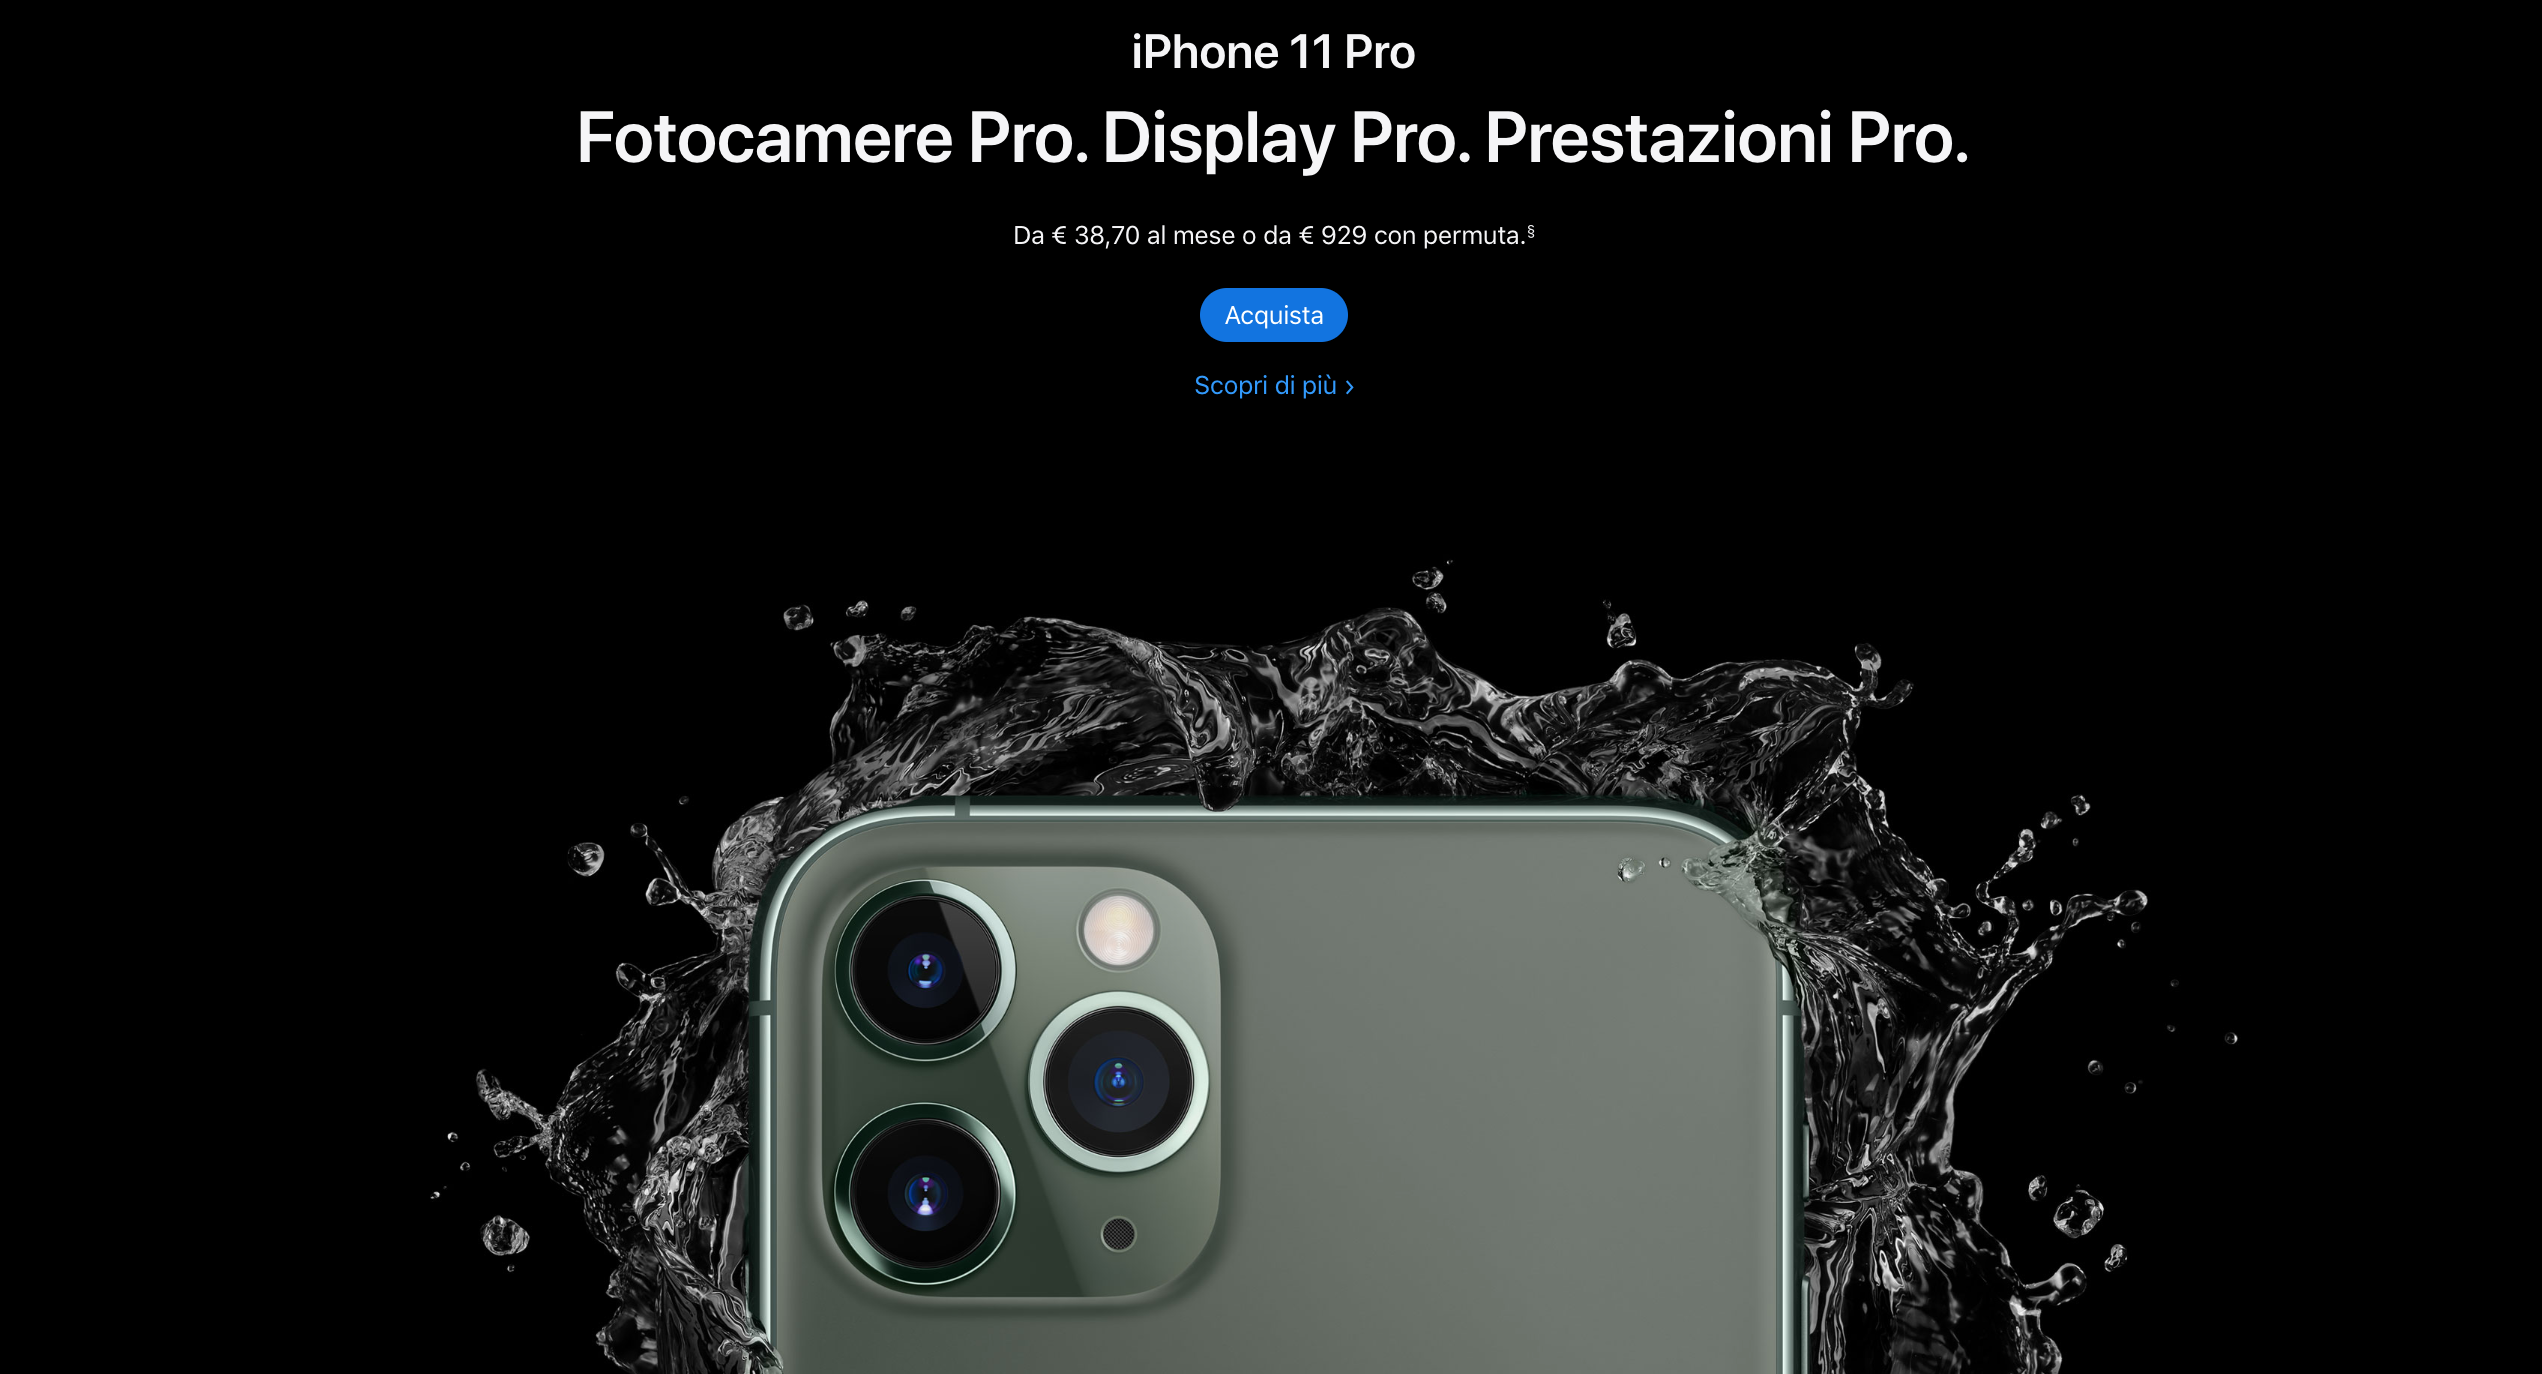 iPhone 11 Pro
Fotocamere Pro. Display Pro. Prestazioni Pro.
Da € 38,70 al mese o da € 929 con permuta.§
Acquista
Scopri di più ›